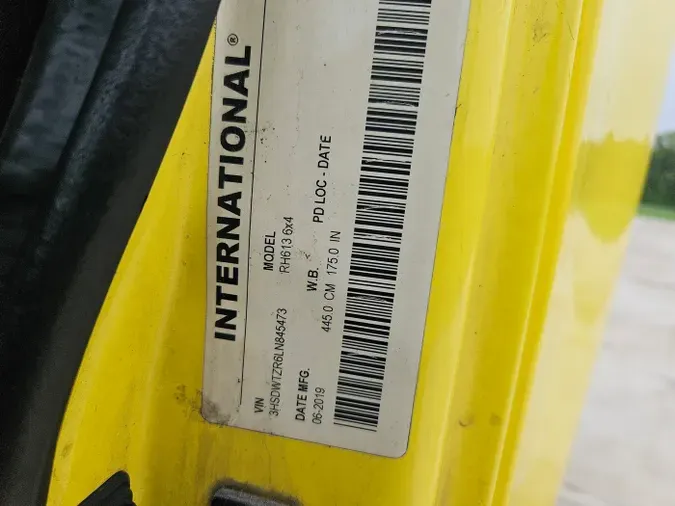 INTERNATIONAL®
VIN
3HSDWTZR6LN845473
MODEL
RH613 6x4
DATE MFG.
06-2019
W.B.
445.0 CM 175.0 IN
PD LOC - DATE